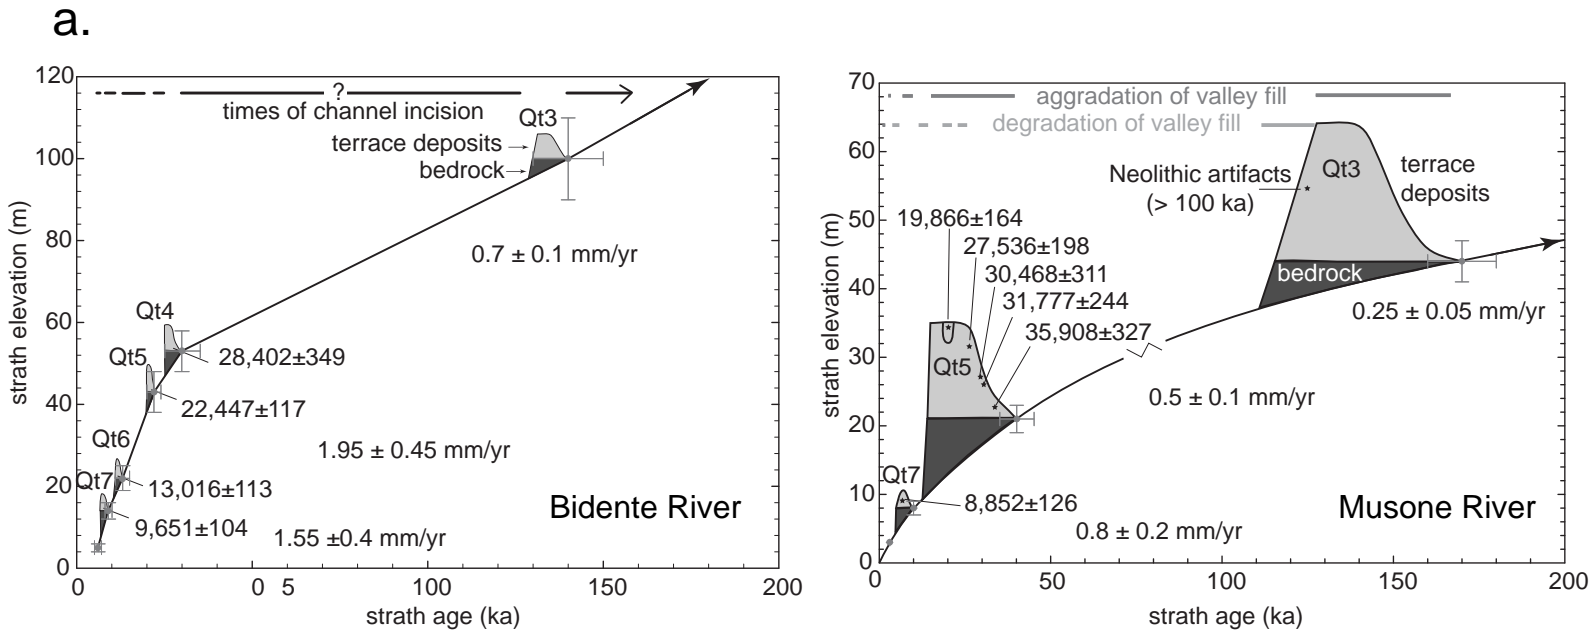 a.
120
100
80
60
40
20
0
strath elevation (m)
?
times of channel incision
Qt3
terrace deposits
bedrock
0.7 ± 0.1 mm/yr
Qt4
28,402±349
Qt5
22,447±117
Qt6
1.95 ± 0.45 mm/yr
Qt7
13,016±113
9,651±104
1.55 ±0.4 mm/yr
Bidente River
0 0 5 100 150 200
strath age (ka)
70
60
50
40
30
20
10
0
strath elevation (m)
aggradation of valley fill
degradation of valley fill
Neolithic artifacts
(> 100 ka)
Qt3
terrace
deposits
19,866±164
27,536±198
30,468±311
31,777±244
35,908±327
bedrock
0.25 ± 0.05 mm/yr
Qt5
0.5 ± 0.1 mm/yr
Qt7
8,852±126
0.8 ± 0.2 mm/yr
Musone River
0 50 100 150 200
strath age (ka)